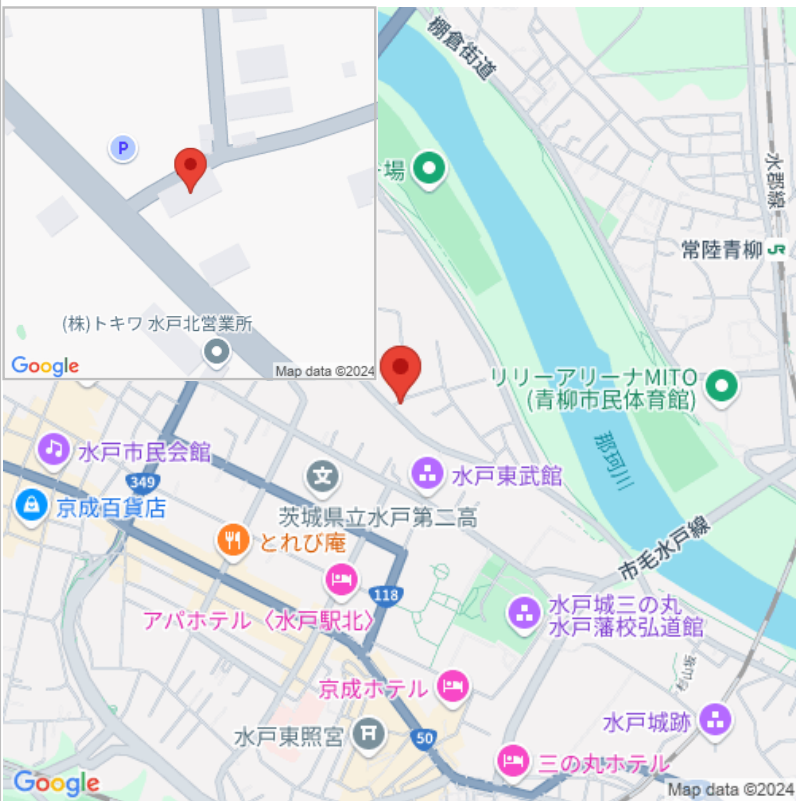 P
(株)トキワ 水戸北営業所
Google
Map data ©2024
棚倉街道
場
水郡線
常陸青柳
JR
リリーアリーナMITO
(青柳市民体育館)
那珂川
水戸市民会館
349
京成百貨店
水戸東武館
茨城県立水戸第二高
とれび庵
市毛水戸線
118
アパホテル〈水戸駅北〉
水戸城三の丸
水戸藩校弘道館
杉山坂
京成ホテル
水戸東照宮
50
水戸城跡
三の丸ホテル
Google
Map data ©2024